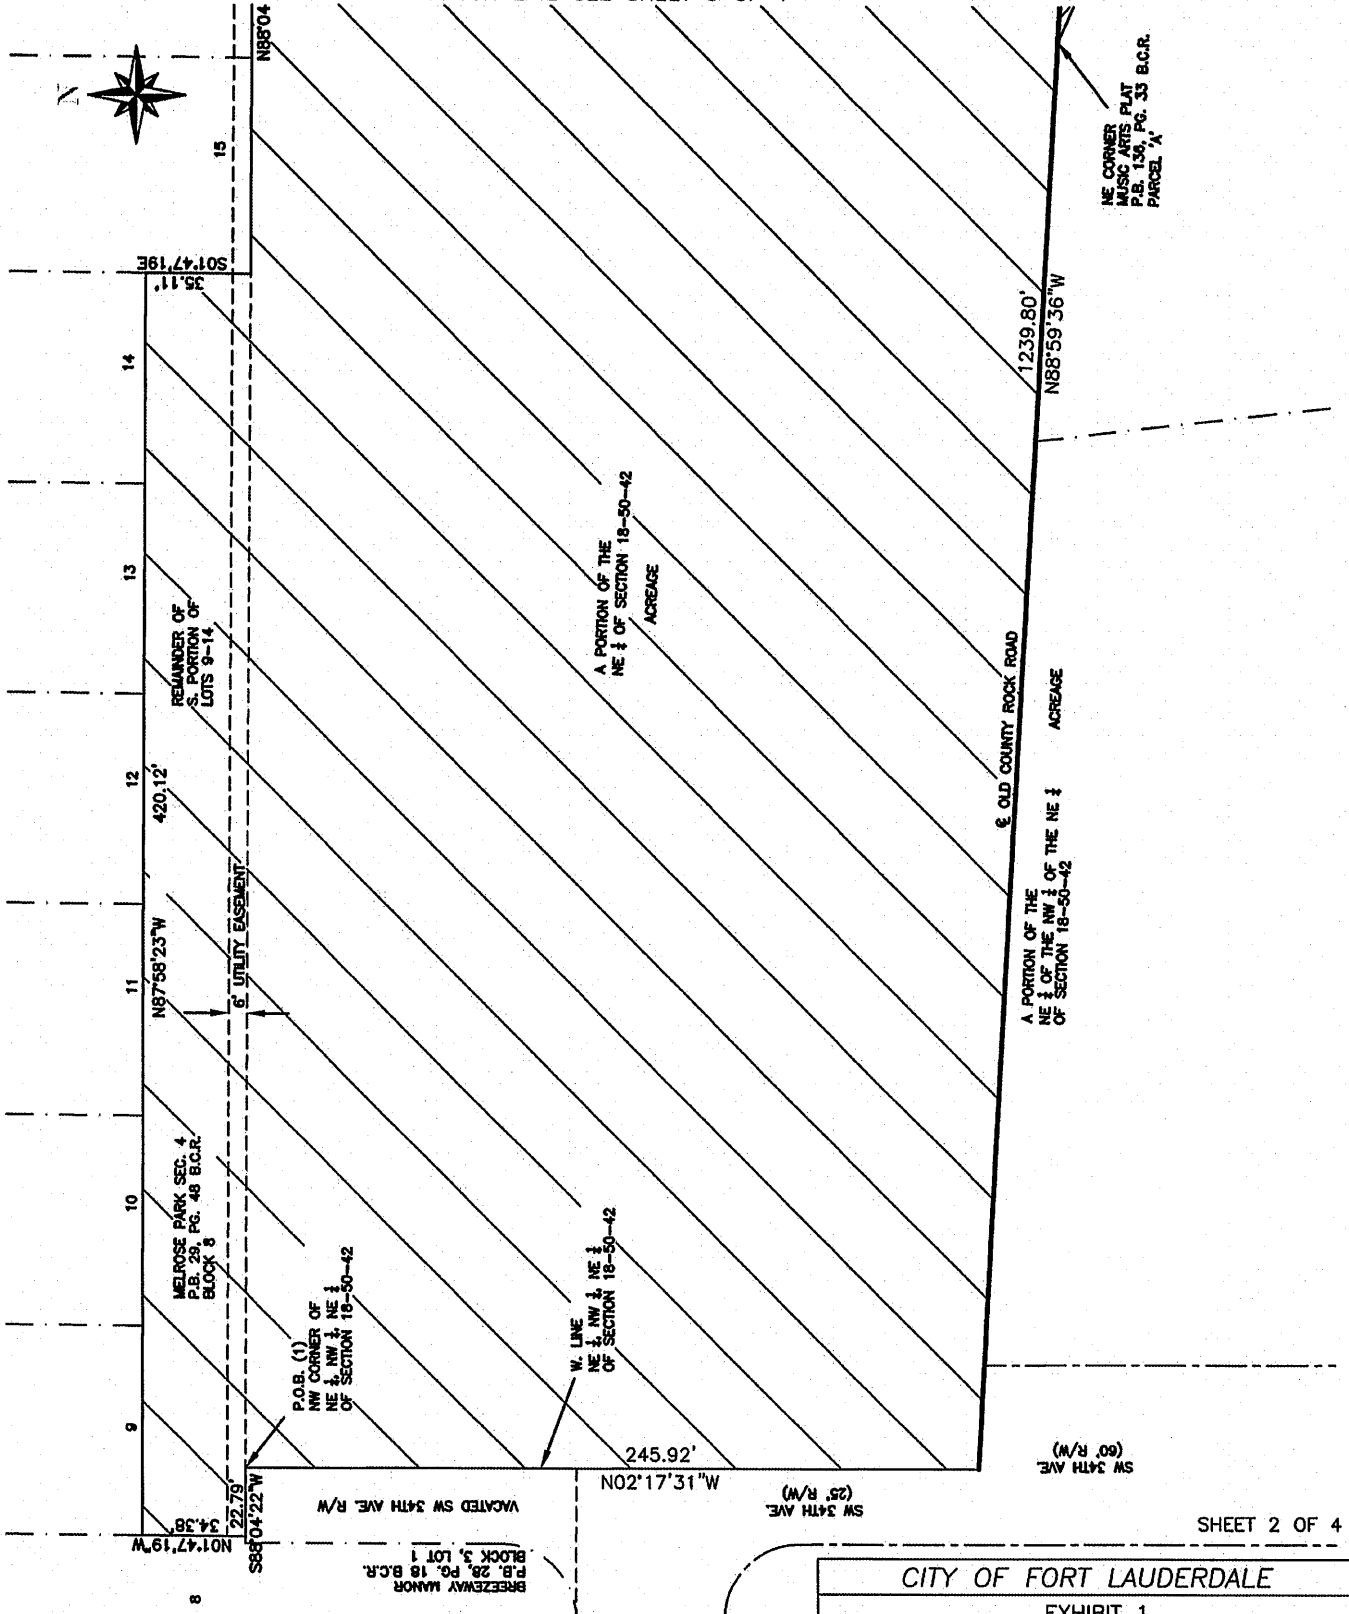 N
N88°04
15
S01°47'19E
35.11'
14
13
12
11
10
9
8
REMAINDER OF
S. PORTION OF
LOTS 9-14
420.12'
N87°58'23"W
6' UTILITY EASEMENT
MELROSE PARK SEC. 4
P.B. 29, PG. 48 B.C.R.
BLOCK 8
P.O.B. (1)
NW CORNER OF
NE ¼, NW ¼, NE ¼
OF SECTION 18-50-42
34.38'
N01°47'19"W
22.79'
S88°04'22"W
A PORTION OF THE
NE ¼ OF SECTION 18-50-42
ACREAGE
W. LINE
NE ¼, NW ¼, NE ¼
OF SECTION 18-50-42
245.92'
N02°17'31"W
VACATED SW 34TH AVE. R/W
BREEZEWAY MANOR
P.B. 28, PG. 18 B.C.R.
BLOCK 3, LOT 1
SW 34TH AVE.
(25' R/W)
SW 34TH AVE.
(60' R/W)
NE CORNER
MUSIC ARTS PLAT
P.B. 136, PG. 33 B.C.R.
PARCEL 'A'
1239.80'
N88°59'36"W
℄ OLD COUNTY ROCK ROAD
A PORTION OF THE
NE ¼ OF THE NW ¼ OF THE NE ¼
OF SECTION 18-50-42
ACREAGE
SHEET 2 OF 4
CITY OF FORT LAUDERDALE
EXHIBIT 1